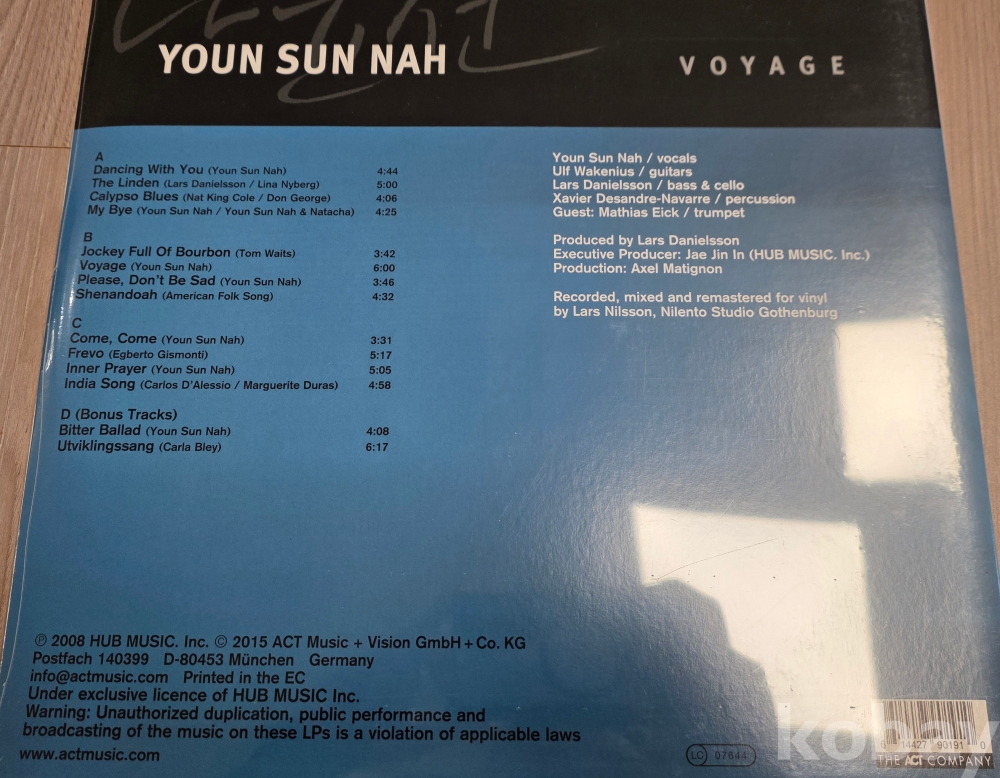 나윤선
YOUN SUN NAH
VOYAGE
A
Dancing With You (Youn Sun Nah) 4:44
The Linden (Lars Danielsson / Lina Nyberg) 5:00
Calypso Blues (Nat King Cole / Don George) 4:06
My Bye (Youn Sun Nah / Youn Sun Nah & Natacha) 4:25
B
Jockey Full Of Bourbon (Tom Waits) 3:42
Voyage (Youn Sun Nah) 6:00
Please, Don't Be Sad (Youn Sun Nah) 3:46
Shenandoah (American Folk Song) 4:32
C
Come, Come (Youn Sun Nah) 3:31
Frevo (Egberto Gismonti) 5:17
Inner Prayer (Youn Sun Nah) 5:05
India Song (Carlos D'Alessio / Marguerite Duras) 4:58
D (Bonus Tracks)
Bitter Ballad (Youn Sun Nah) 4:08
Utviklingssang (Carla Bley) 6:17
Youn Sun Nah / vocals
Ulf Wakenius / guitars
Lars Danielsson / bass & cello
Xavier Desandre-Navarre / percussion
Guest: Mathias Eick / trumpet
Produced by Lars Danielsson
Executive Producer: Jae Jin In (HUB MUSIC. Inc.)
Production: Axel Matignon
Recorded, mixed and remastered for vinyl
by Lars Nilsson, Nilento Studio Gothenburg
℗ 2008 HUB MUSIC. Inc. © 2015 ACT Music + Vision GmbH + Co. KG
Postfach 140399 D-80453 München Germany
info@actmusic.com Printed in the EC
Under exclusive licence of HUB MUSIC Inc.
Warning: Unauthorized duplication, public performance and
broadcasting of the music on these LPs is a violation of applicable laws
www.actmusic.com
LC 07644
kobay
6 14427 90191 0
THE ACT COMPANY